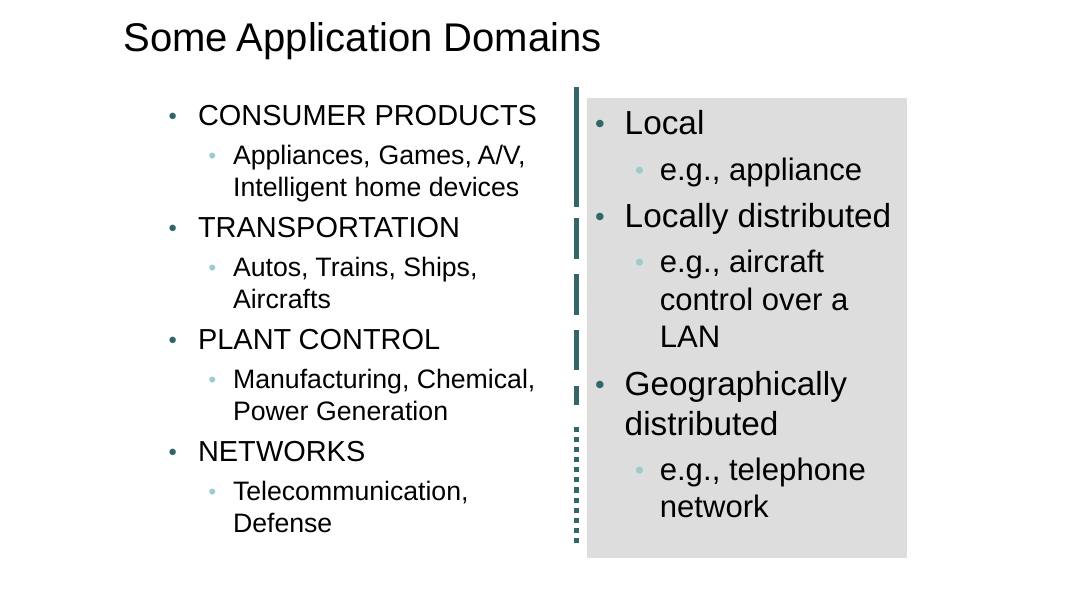 Some Application Domains
• CONSUMER PRODUCTS
• Appliances, Games, A/V,
Intelligent home devices
• TRANSPORTATION
• Autos, Trains, Ships,
Aircrafts
• PLANT CONTROL
• Manufacturing, Chemical,
Power Generation
• NETWORKS
• Telecommunication,
Defense
• Local
• e.g., appliance
• Locally distributed
• e.g., aircraft
control over a
LAN
• Geographically
distributed
• e.g., telephone
network